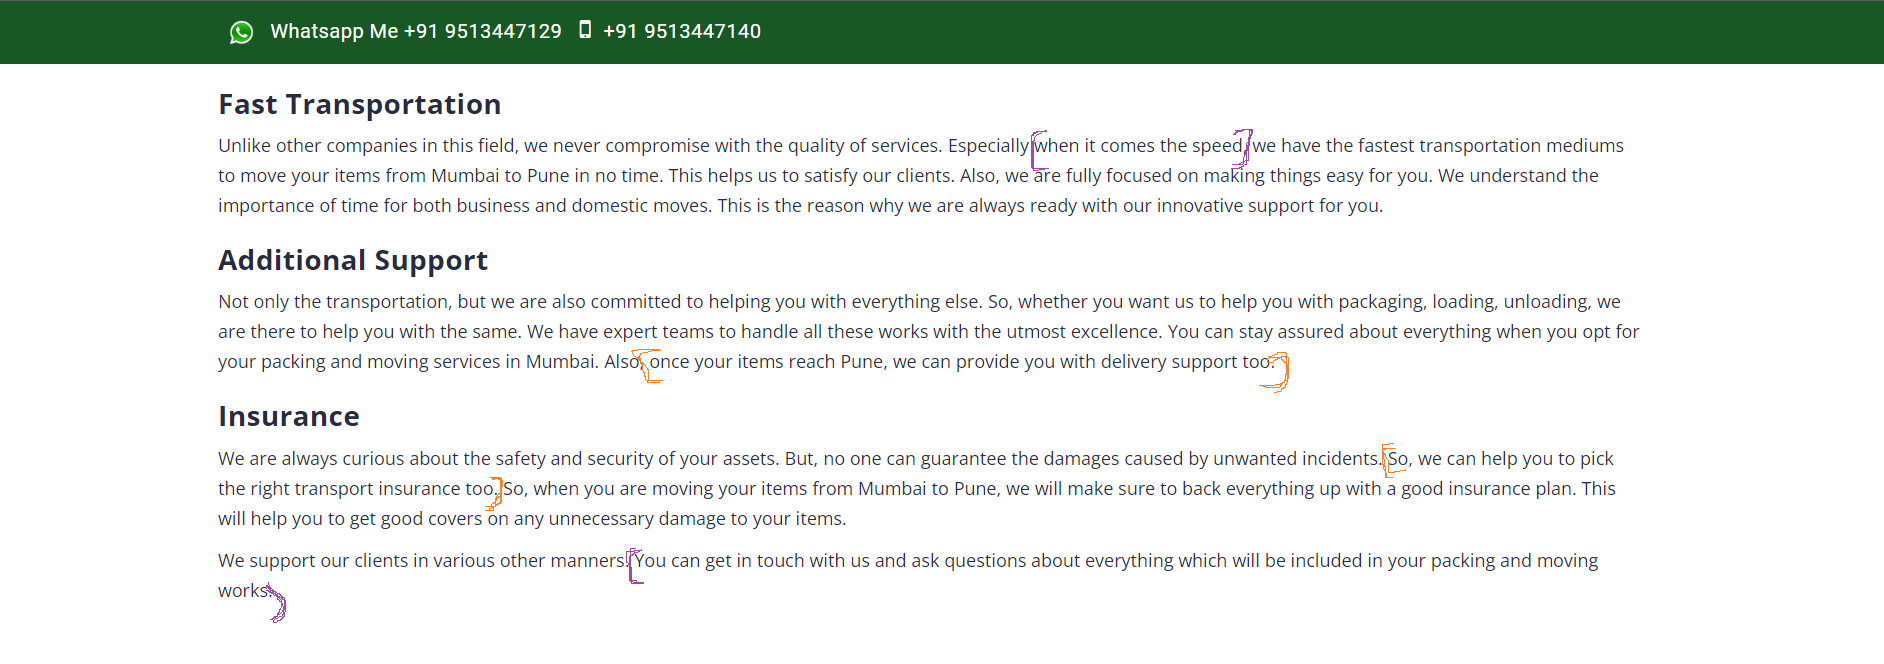 Whatsapp Me +91 9513447129 +91 9513447140
Fast Transportation
Unlike other companies in this field, we never compromise with the quality of services. Especially when it comes the speed, we have the fastest transportation mediums
to move your items from Mumbai to Pune in no time. This helps us to satisfy our clients. Also, we are fully focused on making things easy for you. We understand the
importance of time for both business and domestic moves. This is the reason why we are always ready with our innovative support for you.
Additional Support
Not only the transportation, but we are also committed to helping you with everything else. So, whether you want us to help you with packaging, loading, unloading, we
are there to help you with the same. We have expert teams to handle all these works with the utmost excellence. You can stay assured about everything when you opt for
your packing and moving services in Mumbai. Also, once your items reach Pune, we can provide you with delivery support too.
Insurance
We are always curious about the safety and security of your assets. But, no one can guarantee the damages caused by unwanted incidents. So, we can help you to pick
the right transport insurance too. So, when you are moving your items from Mumbai to Pune, we will make sure to back everything up with a good insurance plan. This
will help you to get good covers on any unnecessary damage to your items.
We support our clients in various other manners. You can get in touch with us and ask questions about everything which will be included in your packing and moving
works.